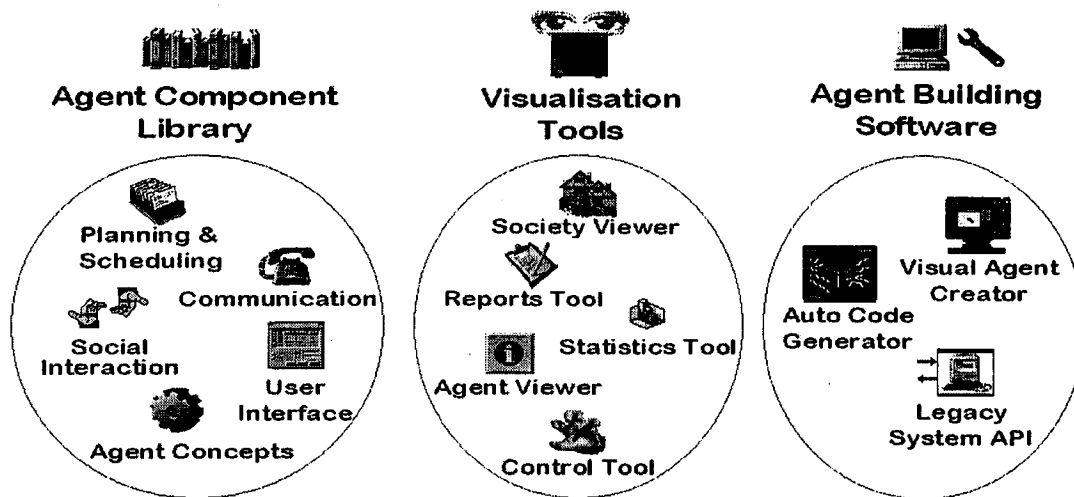 Agent Component
Library
Visualisation
Tools
Agent Building
Software
Planning &
Scheduling
Communication
Social
Interaction
User
Interface
Agent Concepts
Society Viewer
Reports Tool
Statistics Tool
Agent Viewer
Control Tool
Visual Agent
Creator
Auto Code
Generator
Legacy
System API